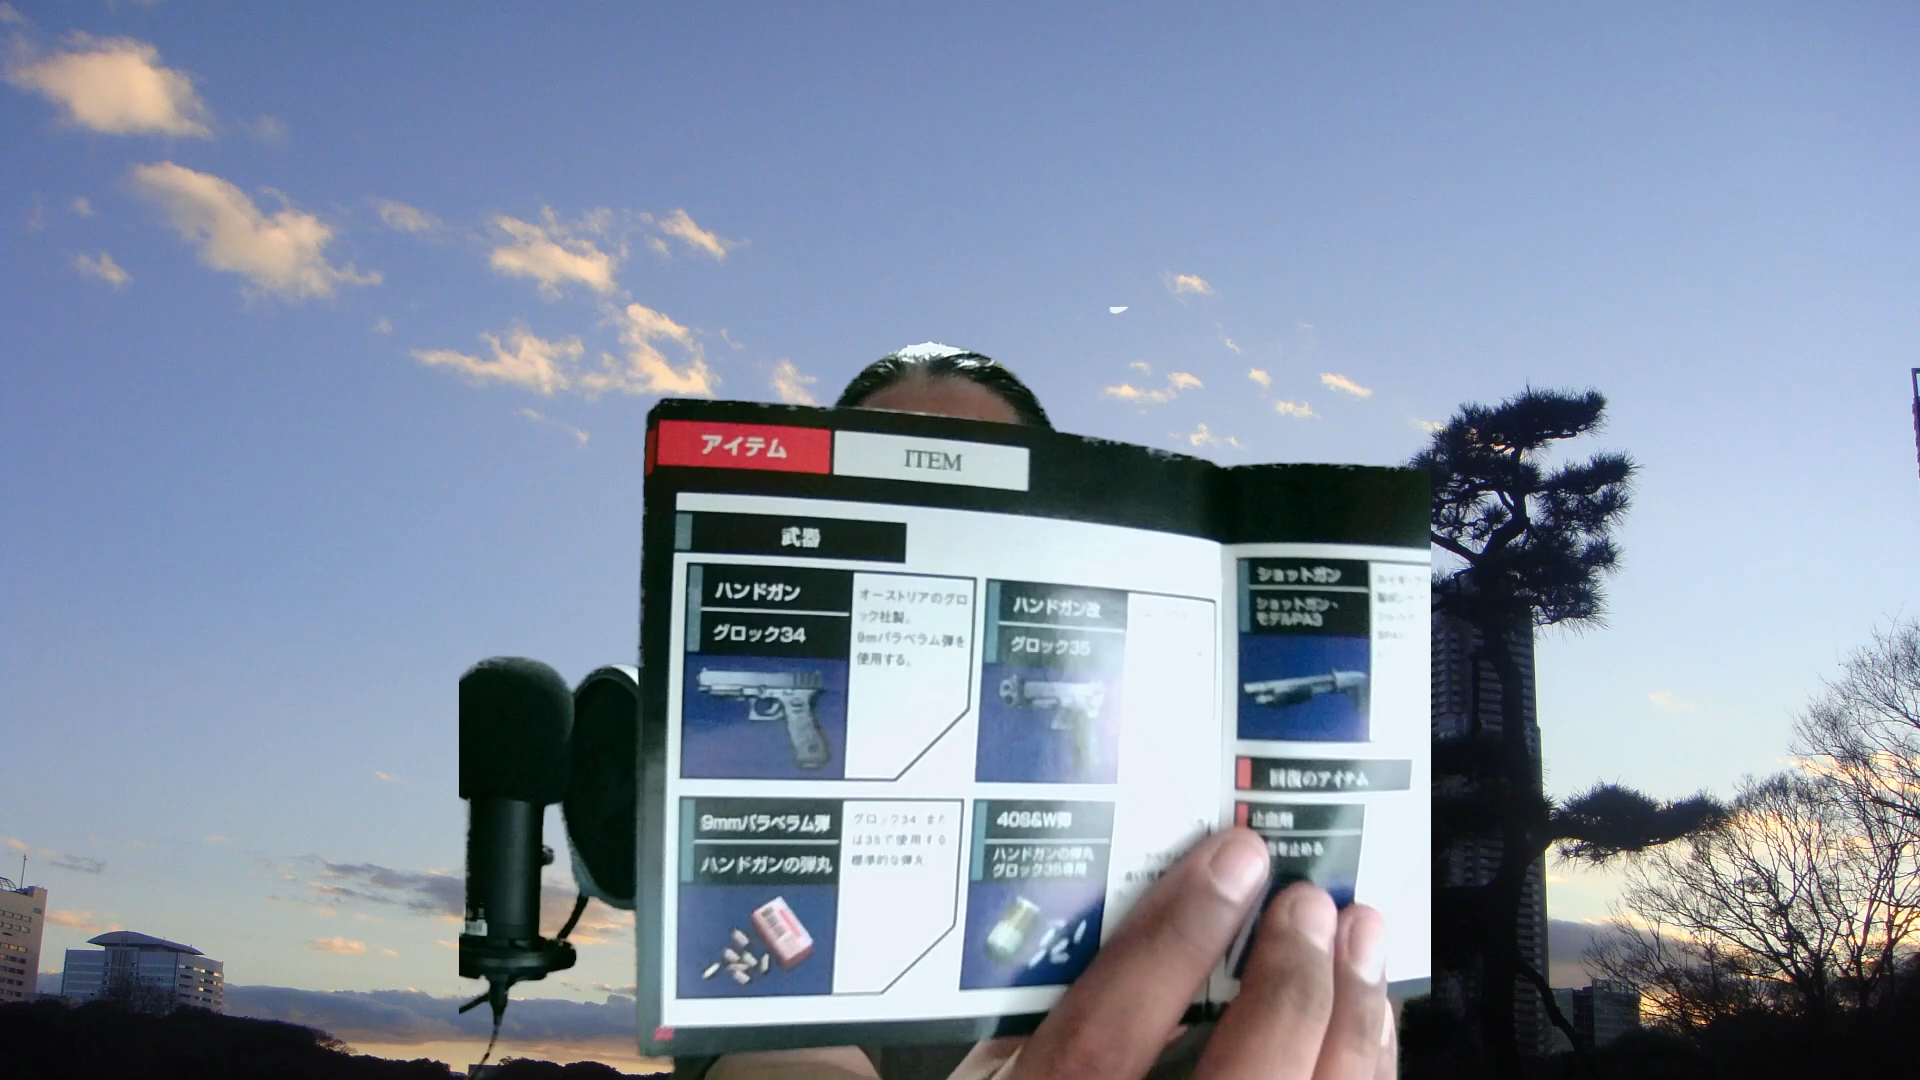 アイテム
ITEM
武器
ハンドガン
グロック34
オーストリアのグロ
ック社製。
9mmパラベラム弾を
使用する。
ハンドガン改
グロック35
9mmパラベラム弾
ハンドガンの弾丸
グロック34 また
は35で使用する
標準的な弾丸
40S&W弾
ハンドガンの弾丸
グロック35専用
ショットガン
ショットガン・
モデルPA3
回復のアイテム
止血剤
を止める